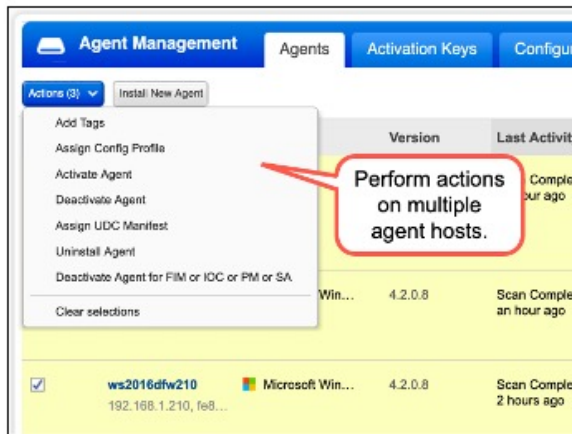 Agent Management
Agents
Activation Keys
Configur
Actions (3)
Install New Agent
Add Tags
Assign Config Profile
Activate Agent
Deactivate Agent
Assign UDC Manifest
Uninstall Agent
Deactivate Agent for FIM or IOC or PM or SA
Clear selections
Version
Last Activit
Perform actions
on multiple
agent hosts.
Comple
ur ago
Win...
4.2.0.8
Scan Comple
an hour ago
ws2016dfw210
Microsoft Win...
4.2.0.8
Scan Comple
192.168.1.210, fe8...
2 hours ago